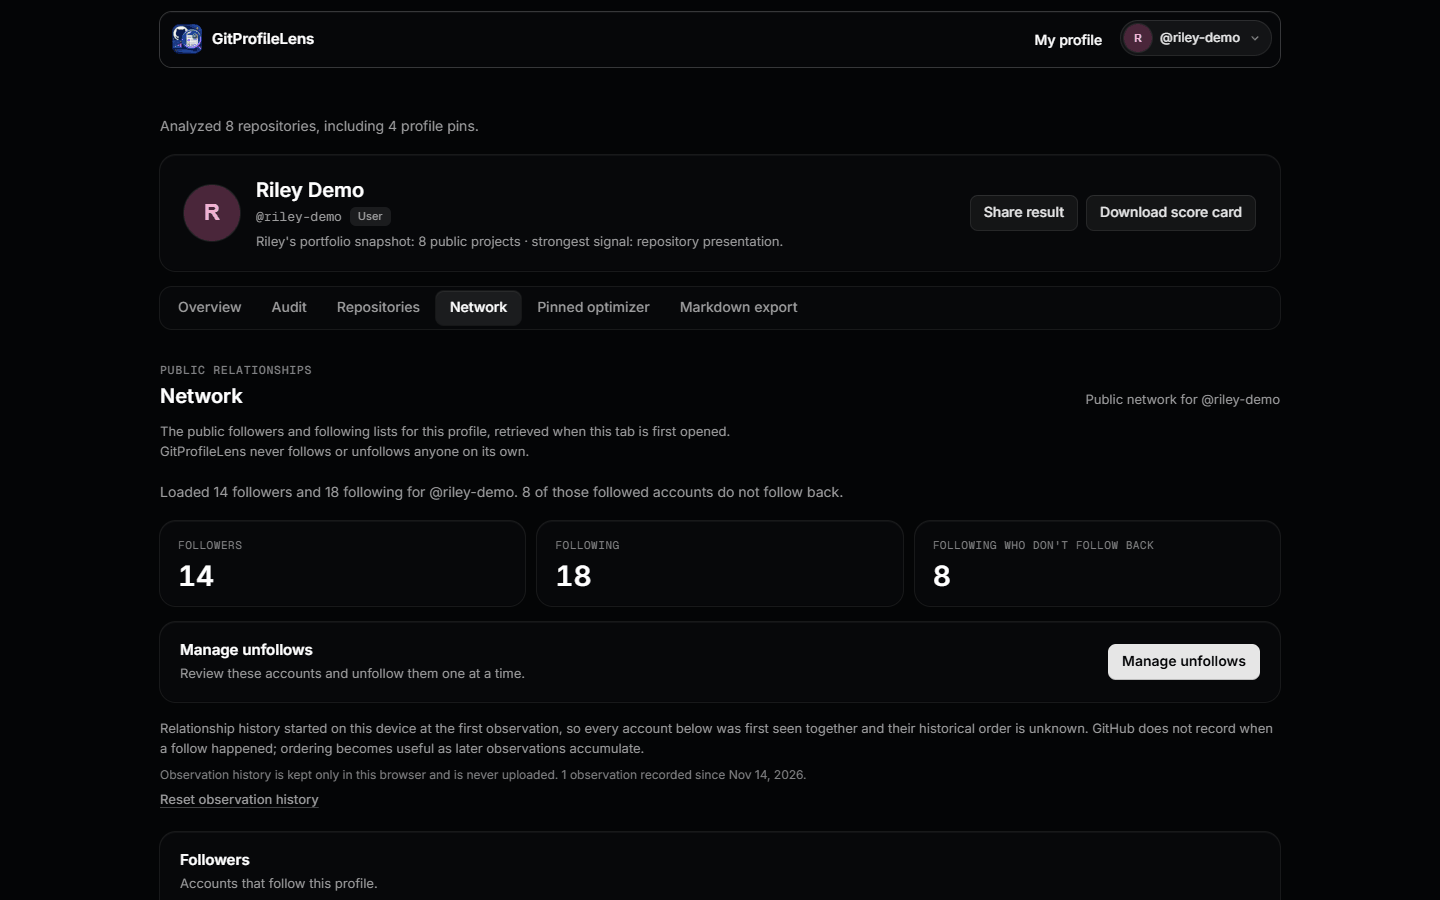 GitProfileLens
My profile
R
@riley-demo
Analyzed 8 repositories, including 4 profile pins.
R
Riley Demo
@riley-demo User
Riley's portfolio snapshot: 8 public projects · strongest signal: repository presentation.
Share result
Download score card
Overview
Audit
Repositories
Network
Pinned optimizer
Markdown export
PUBLIC RELATIONSHIPS
Network
Public network for @riley-demo
The public followers and following lists for this profile, retrieved when this tab is first opened.
GitProfileLens never follows or unfollows anyone on its own.
Loaded 14 followers and 18 following for @riley-demo. 8 of those followed accounts do not follow back.
FOLLOWERS
14
FOLLOWING
18
FOLLOWING WHO DON'T FOLLOW BACK
8
Manage unfollows
Review these accounts and unfollow them one at a time.
Manage unfollows
Relationship history started on this device at the first observation, so every account below was first seen together and their historical order is unknown. GitHub does not record when
a follow happened; ordering becomes useful as later observations accumulate.
Observation history is kept only in this browser and is never uploaded. 1 observation recorded since Nov 14, 2026.
Reset observation history
Followers
Accounts that follow this profile.